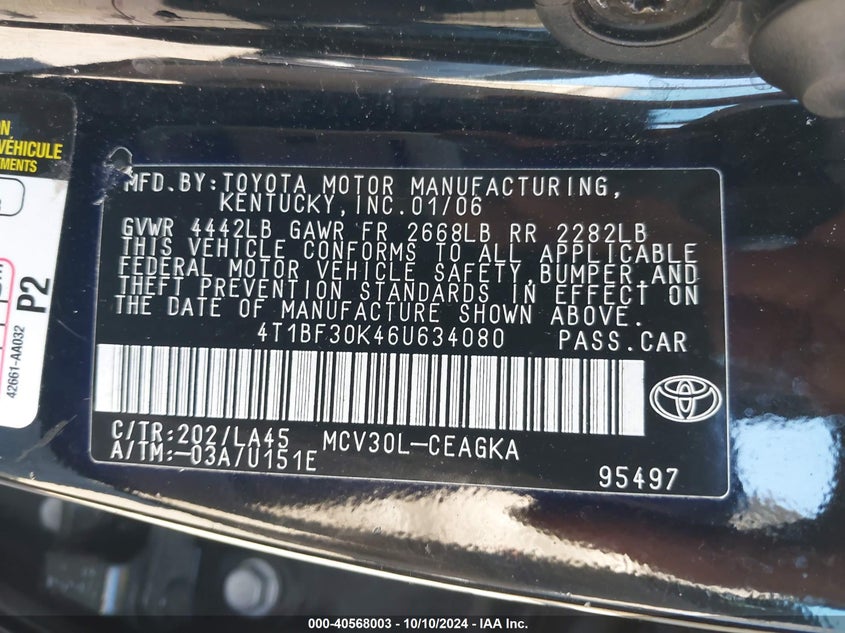 ON
VÉHICULE
EMENTS
P2
42661-AA032
MFD.BY:TOYOTA MOTOR MANUFACTURING,
KENTUCKY,INC.01/06
GVWR 4442LB GAWR FR 2668LB RR 2282LB
THIS VEHICLE CONFORMS TO ALL APPLICABLE
FEDERAL MOTOR VEHICLE SAFETY,BUMPER,AND
THEFT PREVENTION STANDARDS IN EFFECT ON
THE DATE OF MANUFACTURE SHOWN ABOVE.
4T1BF30K46U634080 PASS.CAR
C/TR:202/LA45 MCV30L-CEAGKA
A/TM:-03A/U151E
95497
000-40568003 - 10/10/2024 - IAA Inc.